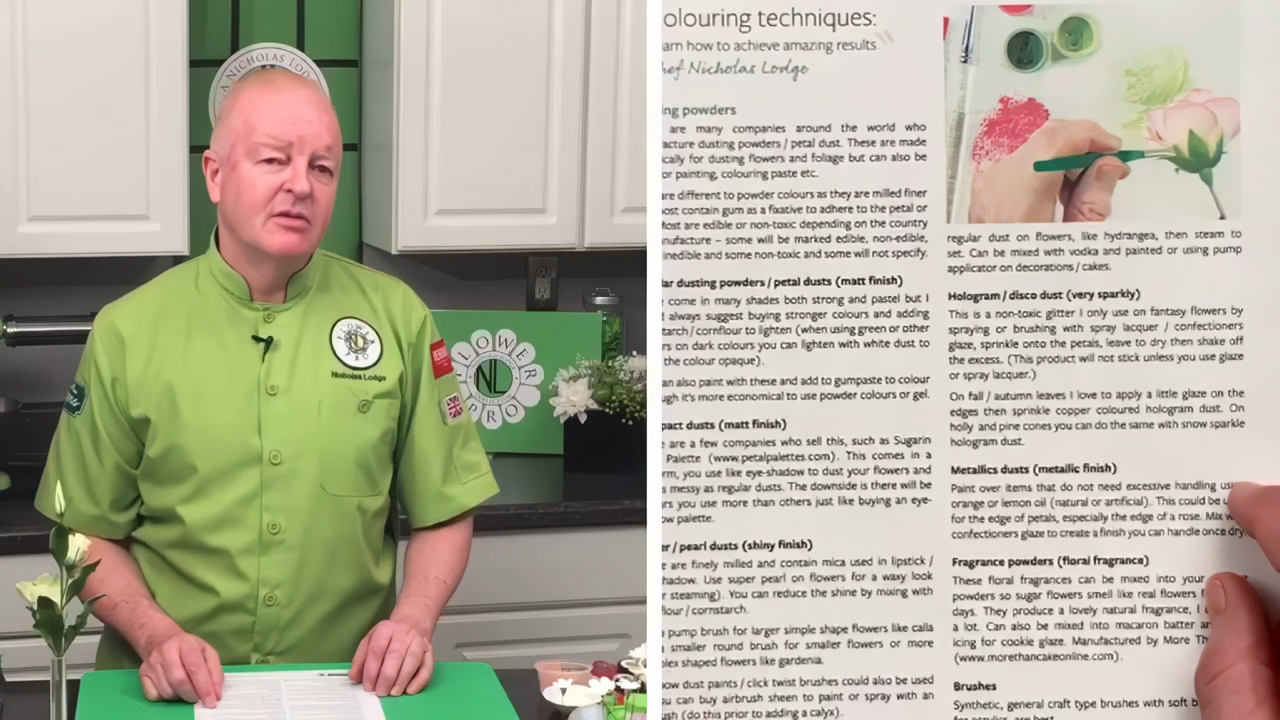 A NICHOLAS LOD
Nicholas Lodge
FLOWER
NL
PRO
olouring techniques:
arn how to achieve amazing results
hef Nicholas Lodge
ing powders
are many companies around the world who
acture dusting powders / petal dust. These are made
ically for dusting flowers and foliage but can also be
or painting, colouring paste etc.
are different to powder colours as they are milled finer
most contain gum as a fixative to adhere to the petal or
Most are edible or non-toxic depending on the country
nufacture – some will be marked edible, non-edible,
inedible and some non-toxic and some will not specify.
lar dusting powders / petal dusts (matt finish)
come in many shades both strong and pastel but I
always suggest buying stronger colours and adding
tarch / cornflour to lighten (when using green or other
rs on dark colours you can lighten with white dust to
the colour opaque).
an also paint with these and add to gumpaste to colour
ugh it's more economical to use powder colours or gel.
pact dusts (matt finish)
are a few companies who sell this, such as Sugarin
Palette (www.petalpalettes.com). This comes in a
rm, you use like eye-shadow to dust your flowers and
s messy as regular dusts. The downside is there will be
rs you use more than others just like buying an eye-
ow palette.
er / pearl dusts (shiny finish)
e are finely milled and contain mica used in lipstick /
hadow. Use super pearl on flowers for a waxy look
r steaming). You can reduce the shine by mixing with
flour / cornstarch.
a pump brush for larger simple shape flowers like calla
a smaller round brush for smaller flowers or more
plex shaped flowers like gardenia.
ow dust paints / click twist brushes could also be used
ou can buy airbrush sheen to paint or spray with an
ush (do this prior to adding a calyx).
regular dust on flowers, like hydrangea, then steam to
set. Can be mixed with vodka and painted or using pump
applicator on decorations / cakes.
Hologram / disco dust (very sparkly)
This is a non-toxic glitter I only use on fantasy flowers by
spraying or brushing with spray lacquer / confectioners
glaze, sprinkle onto the petals, leave to dry then shake off
the excess. (This product will not stick unless you use glaze
or spray lacquer.)
On fall / autumn leaves I love to apply a little glaze on the
edges then sprinkle copper coloured hologram dust. On
holly and pine cones you can do the same with snow sparkle
hologram dust.
Metallics dusts (metallic finish)
Paint over items that do not need excessive handling usi
orange or lemon oil (natural or artificial). This could be u
for the edge of petals, especially the edge of a rose. Mix w
confectioners glaze to create a finish you can handle once dry
Fragrance powders (floral fragrance)
These floral fragrances can be mixed into your
powders so sugar flowers smell like real flowers f
days. They produce a lovely natural fragrance, I
a lot. Can also be mixed into macaron batter an
icing for cookie glaze. Manufactured by More Th
(www.morethancakeonline.com).
Brushes
Synthetic, general craft type brushes with soft b
for acrylics, are best